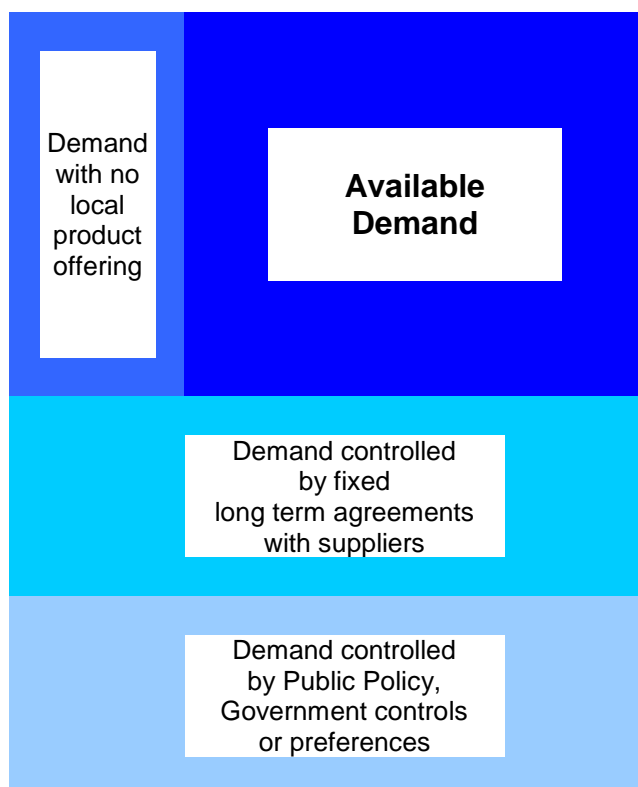 Demand
with no
local
product
offering
Available
Demand
Demand controlled
by fixed
long term agreements
with suppliers
Demand controlled
by Public Policy,
Government controls
or preferences